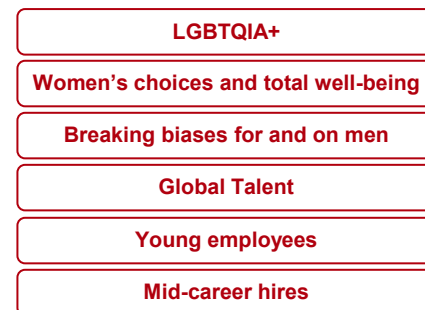 LGBTQIA+
Women’s choices and total well-being
Breaking biases for and on men
Global Talent
Young employees
Mid-career hires